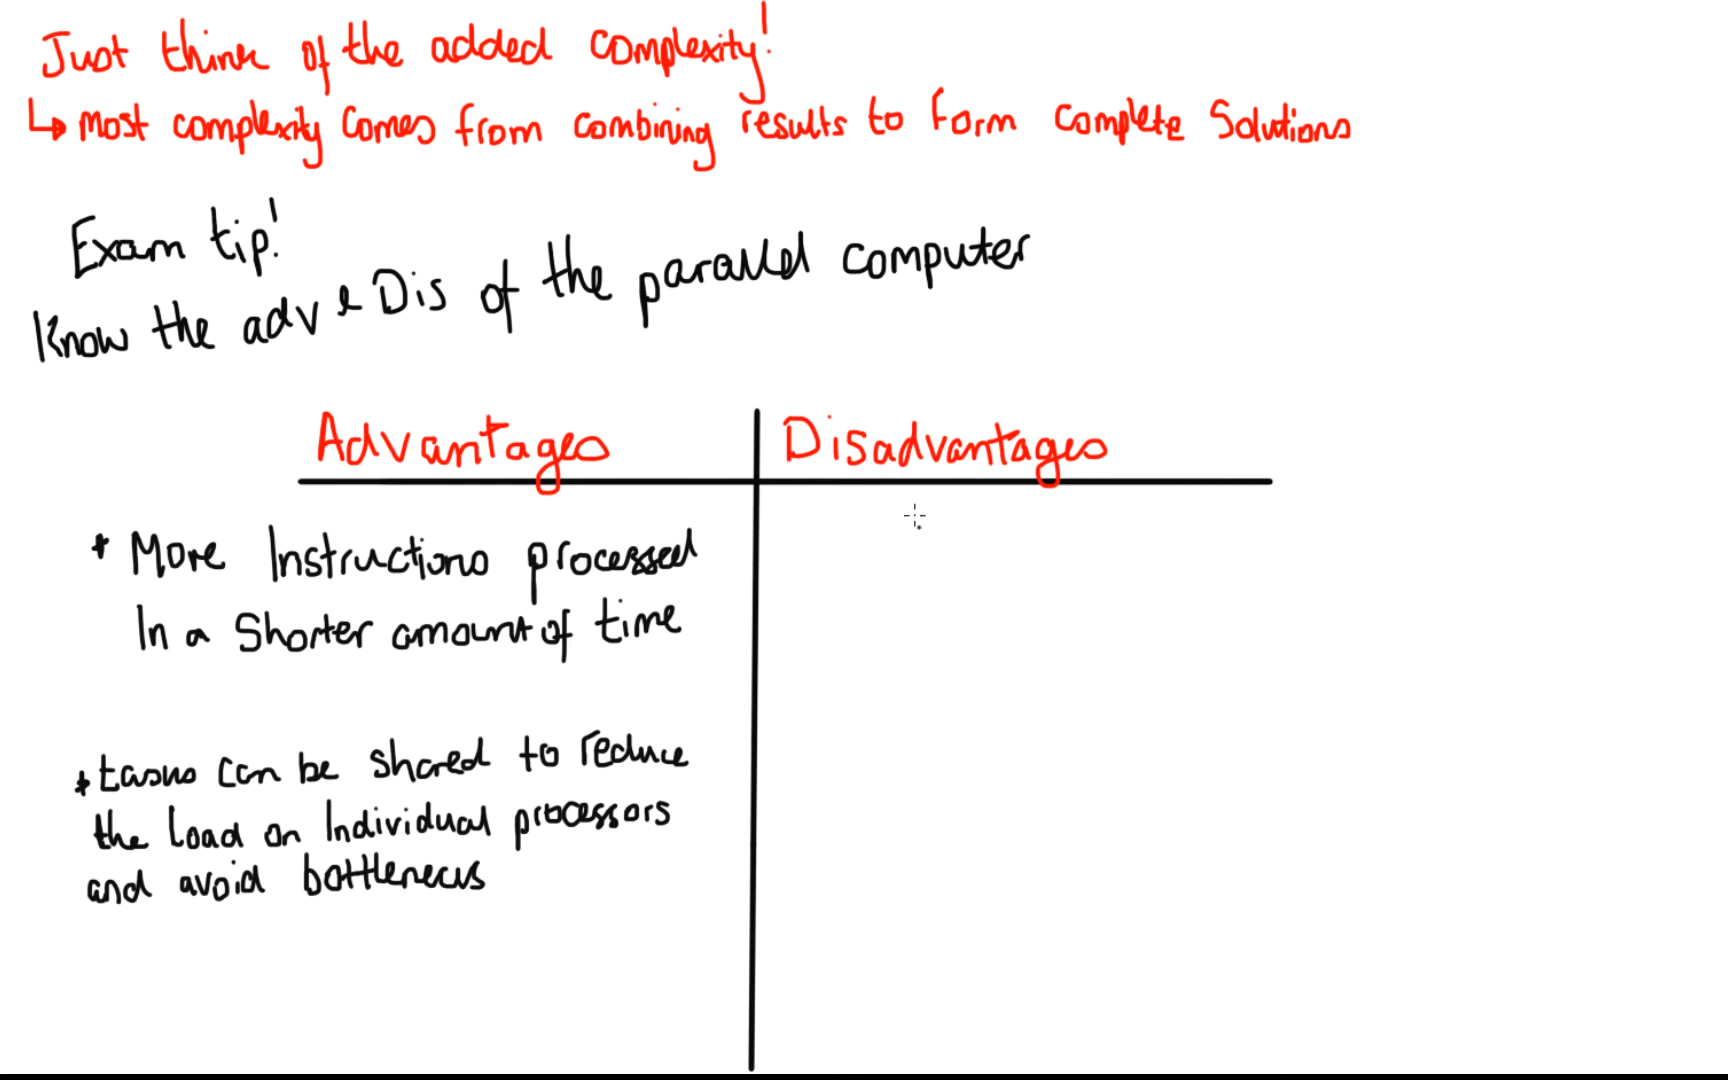 Just think of the added complexity!
↳ most complexity comes from combining results to form complete solutions
Exam tip!
Know the adv & Dis of the parallel computer
Advantages
Disadvantages
* More Instructions processed
In a shorter amount of time
* tasks can be shared to reduce
the load on Individual processors
and avoid bottlenecks